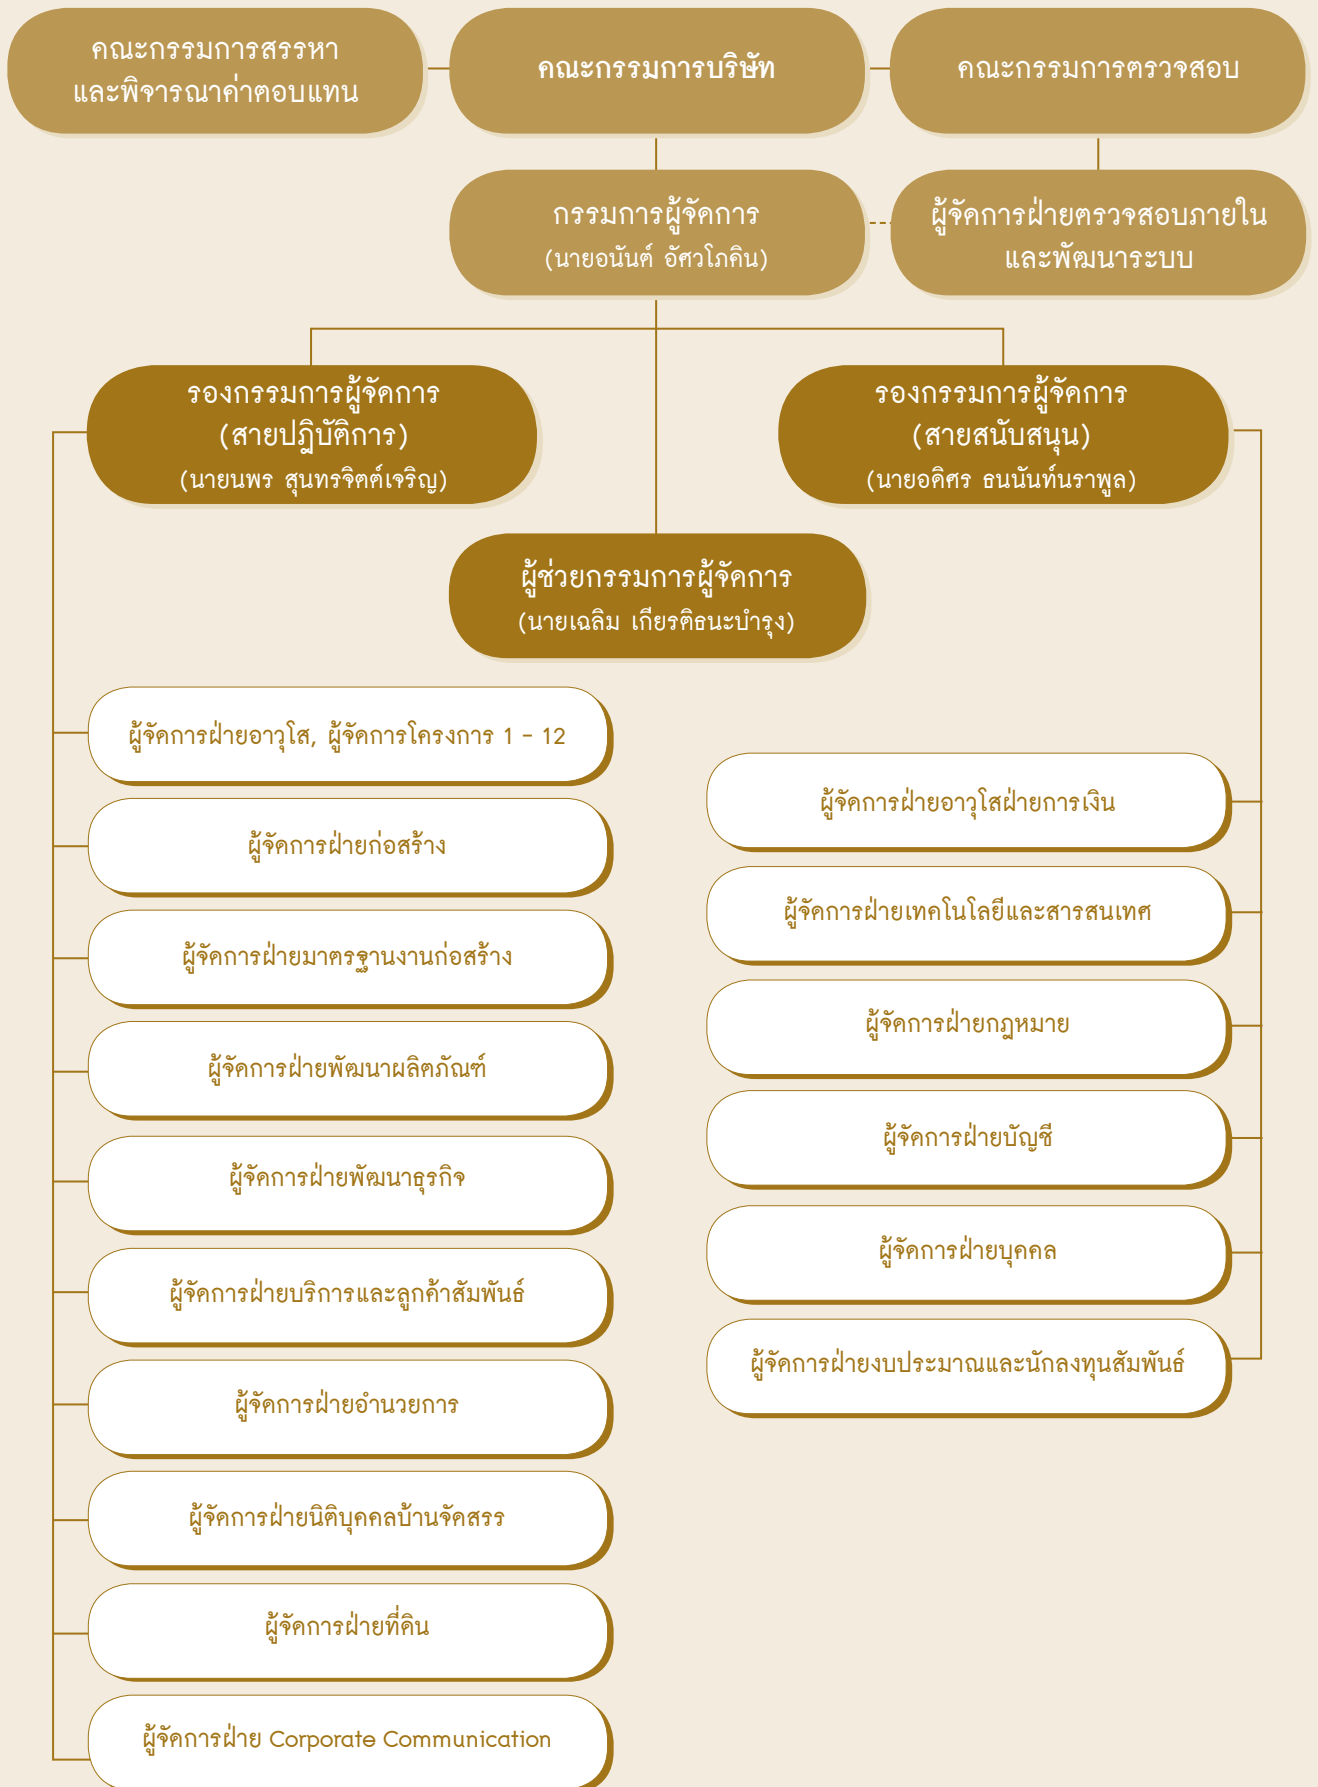 คณะกรรมการสรรหา
และพิจารณาค่าตอบแทน
คณะกรรมการบริษัท
คณะกรรมการตรวจสอบ
กรรมการผู้จัดการ
(นายอนันต์ อัศวโภคิน)
ผู้จัดการฝ่ายตรวจสอบภายใน
และพัฒนาระบบ
รองกรรมการผู้จัดการ
(สายปฎิบัติการ)
(นายนพร สุนทรจิตต์เจริญ)
รองกรรมการผู้จัดการ
(สายสนับสนุน)
(นายอดิศร ธนนันท์นราพูล)
ผู้ช่วยกรรมการผู้จัดการ
(นายเฉลิม เกียรติธนะบำรุง)
ผู้จัดการฝ่ายอาวุโส, ผู้จัดการโครงการ 1 - 12
ผู้จัดการฝ่ายก่อสร้าง
ผู้จัดการฝ่ายมาตรฐานงานก่อสร้าง
ผู้จัดการฝ่ายพัฒนาผลิตภัณฑ์
ผู้จัดการฝ่ายพัฒนาธุรกิจ
ผู้จัดการฝ่ายบริการและลูกค้าสัมพันธ์
ผู้จัดการฝ่ายอำนวยการ
ผู้จัดการฝ่ายนิติบุคคลบ้านจัดสรร
ผู้จัดการฝ่ายที่ดิน
ผู้จัดการฝ่าย Corporate Communication
ผู้จัดการฝ่ายอาวุโสฝ่ายการเงิน
ผู้จัดการฝ่ายเทคโนโลยีและสารสนเทศ
ผู้จัดการฝ่ายกฎหมาย
ผู้จัดการฝ่ายบัญชี
ผู้จัดการฝ่ายบุคคล
ผู้จัดการฝ่ายงบประมาณและนักลงทุนสัมพันธ์